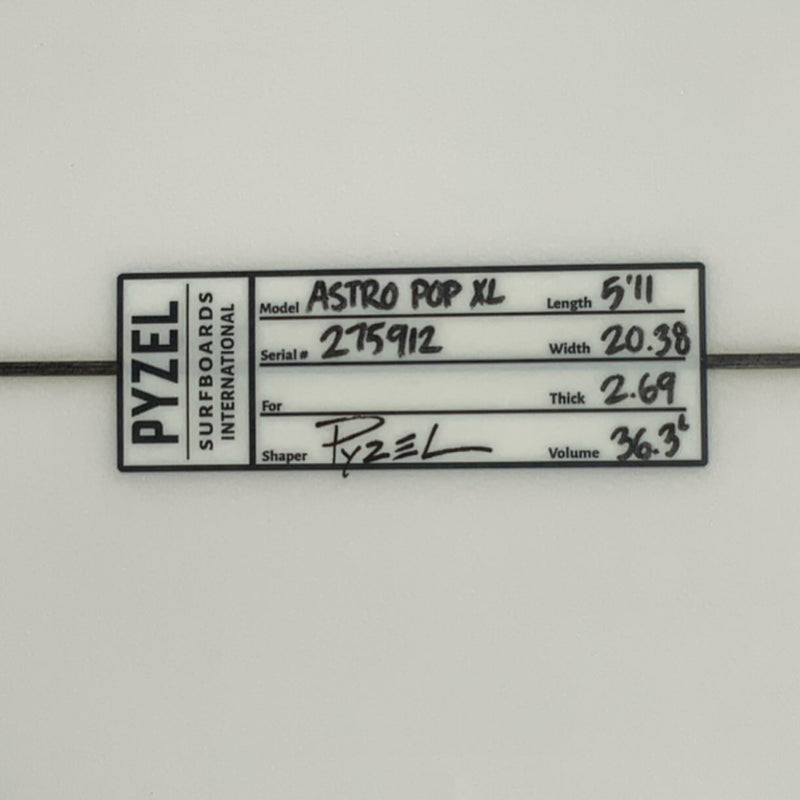 PYZEL
SURFBOARDS
INTERNATIONAL
Model ASTRO POP XL Length 5'11
Serial # 275912 Width 20.38
For Thick 2.69
Shaper PYZEL Volume 36.3L